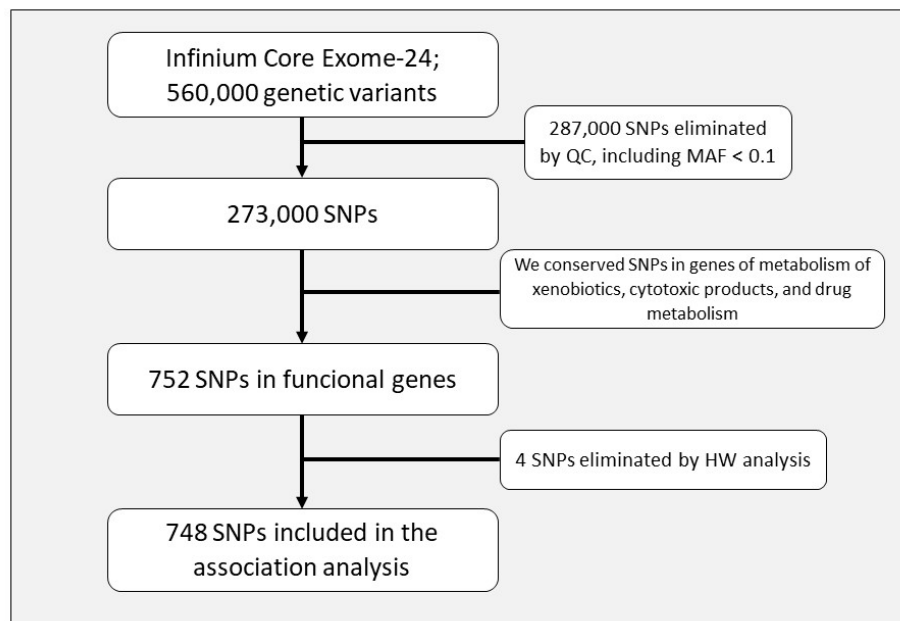 Infinium Core Exome-24;
560,000 genetic variants
287,000 SNPs eliminated
by QC, including MAF < 0.1
273,000 SNPs
We conserved SNPs in genes of metabolism of
xenobiotics, cytotoxic products, and drug
metabolism
752 SNPs in funcional genes
4 SNPs eliminated by HW analysis
748 SNPs included in the
association analysis